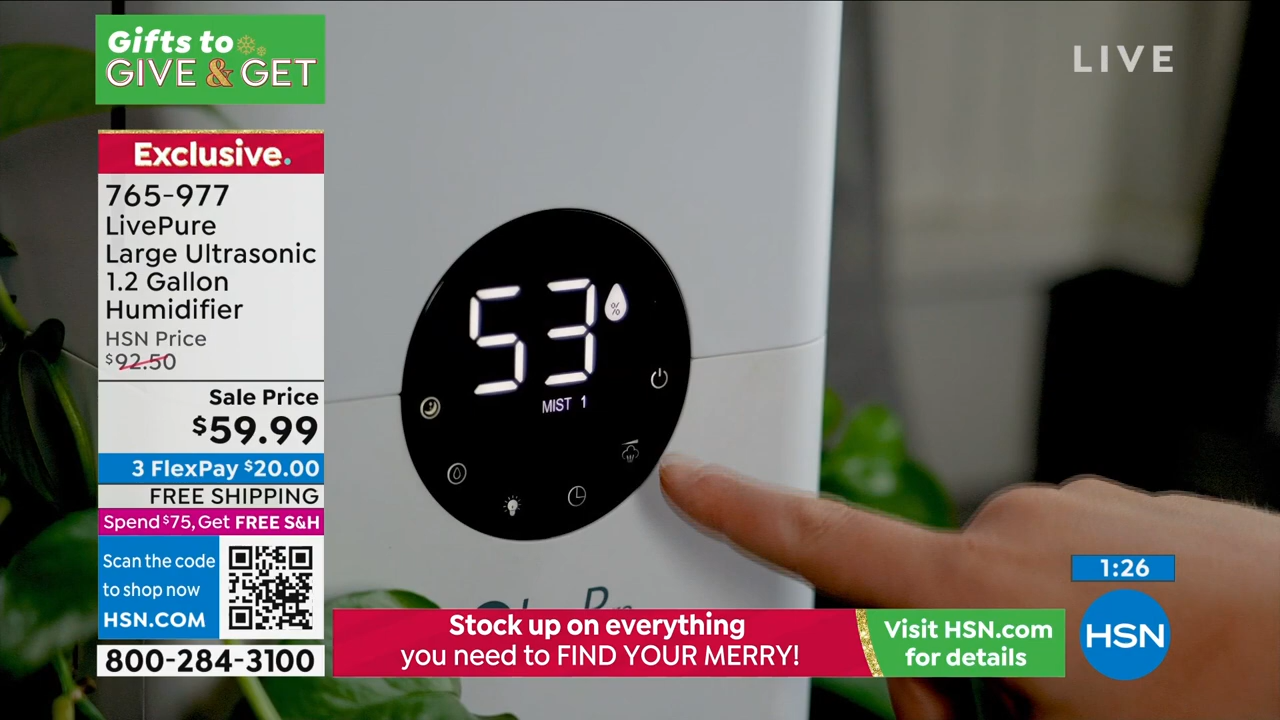 Gifts to
GIVE & GET
LIVE
Exclusive.
765-977
LivePure
Large Ultrasonic
1.2 Gallon
Humidifier
HSN Price
$92.50
Sale Price
$59.99
3 FlexPay $20.00
FREE SHIPPING
Spend $75, Get FREE S&H
Scan the code
to shop now
HSN.COM
800-284-3100
53
%
MIST 1
Stock up on everything
you need to FIND YOUR MERRY!
Visit HSN.com
for details
1:26
HSN